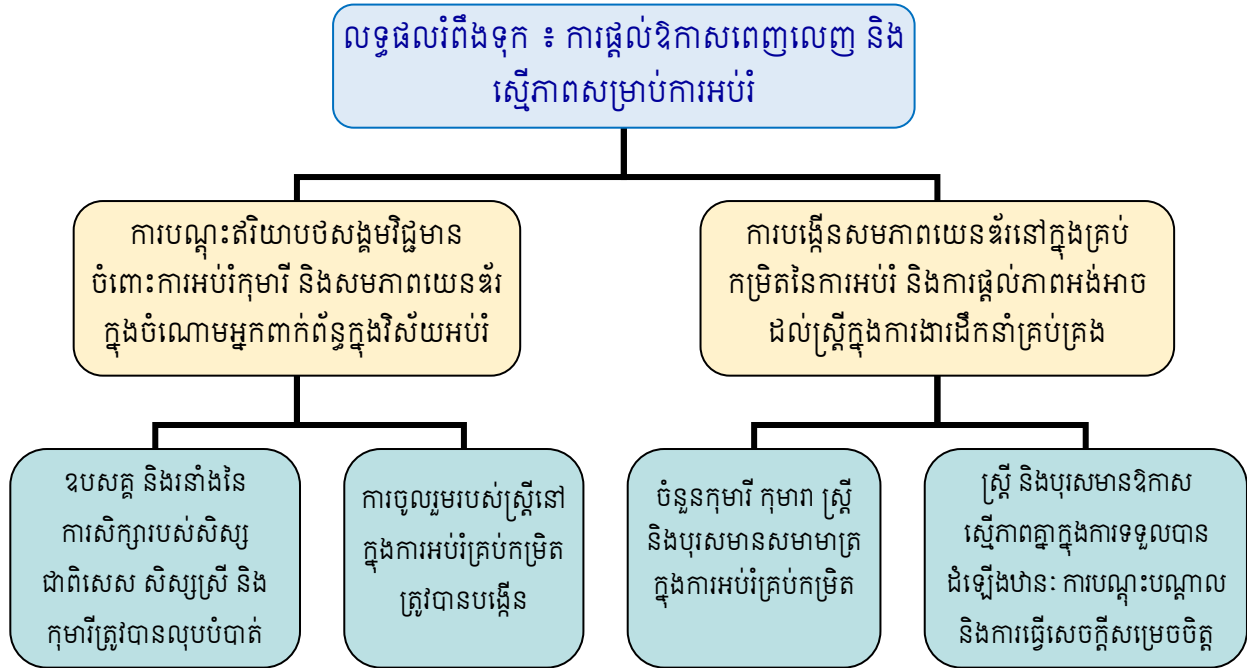 លទ្ធផលរំពឹងទុក ៖ ការផ្ដល់ឱកាសពេញលេញ និង
ស្មើភាពសម្រាប់ការអប់រំ
ការបណ្ដុះឥរិយាបថសង្គមវិជ្ជមាន
ចំពោះការអប់រំកុមារី និងសមភាពយេនឌ័រ
ក្នុងចំណោមអ្នកពាក់ព័ន្ធក្នុងវិស័យអប់រំ
ការបង្កើនសមភាពយេនឌ័រនៅក្នុងគ្រប់
កម្រិតនៃការអប់រំ និងការផ្ដល់ភាពអង់អាច
ដល់ស្ត្រីក្នុងការងារដឹកនាំគ្រប់គ្រង
ឧបសគ្គ និងរនាំងនៃ
ការសិក្សារបស់សិស្ស
ជាពិសេស សិស្សស្រី និង
កុមារីត្រូវបានលុបបំបាត់
ការចូលរួមរបស់ស្ត្រីនៅ
ក្នុងការអប់រំគ្រប់កម្រិត
ត្រូវបានបង្កើន
ចំនួនកុមារី កុមារា ស្ត្រី
និងបុរសមានសមាមាត្រ
ក្នុងការអប់រំគ្រប់កម្រិត
ស្ត្រី និងបុរសមានឱកាស
ស្មើភាពគ្នាក្នុងការទទួលបាន
ដំឡើងឋានៈ ការបណ្ដុះបណ្ដាល
និងការធ្វើសេចក្ដីសម្រេចចិត្ត